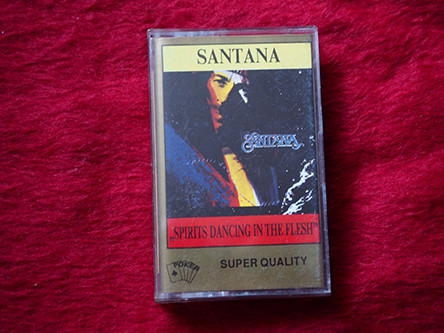 SANTANA
SANTANA
„SPIRITS DANCING IN THE FLESH”
POKER
SUPER QUALITY